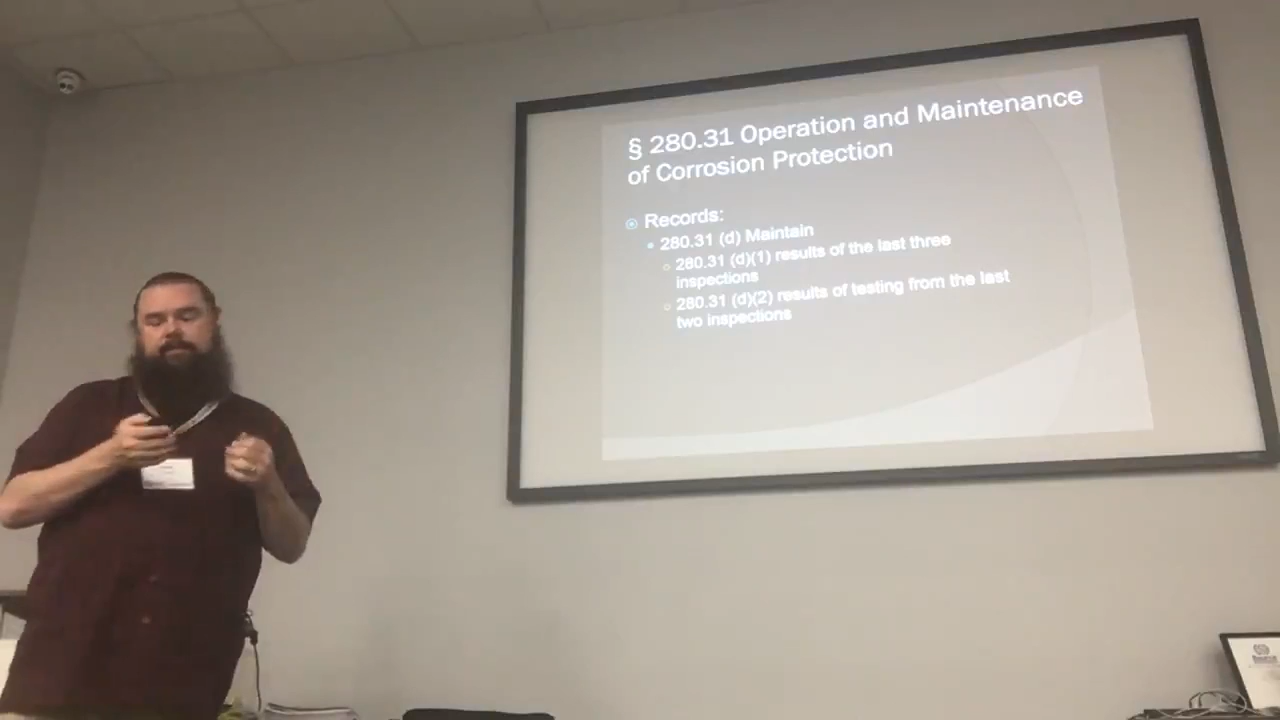 § 280.31 Operation and Maintenance
of Corrosion Protection
Records:
280.31 (d) Maintain
280.31 (d)(1) results of the last three
inspections
280.31 (d)(2) results of testing from the last
two inspections